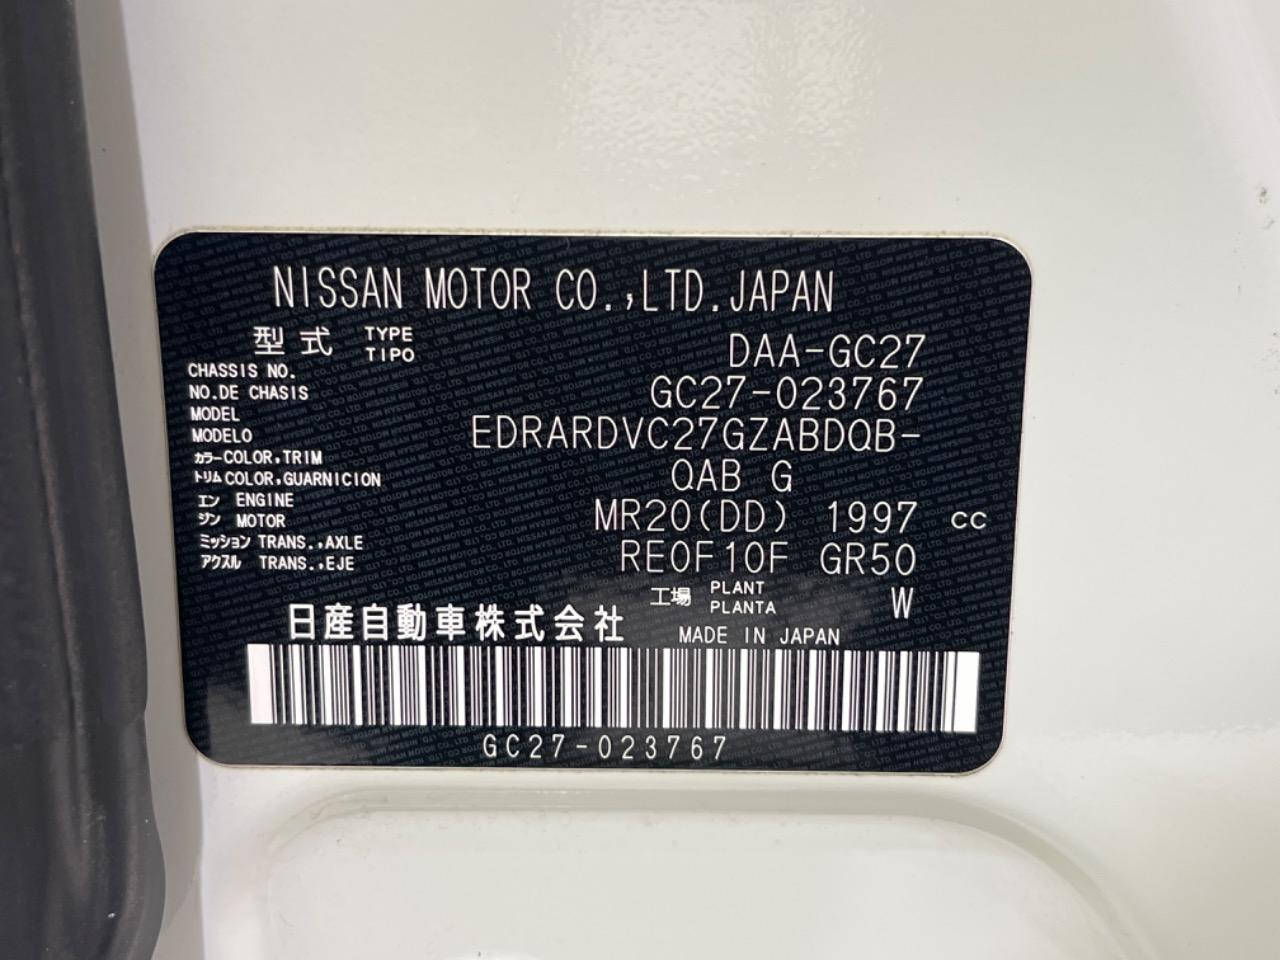 NISSAN MOTOR CO.,LTD.JAPAN
型式 TYPE TIPO DAA-GC27
CHASSIS NO.
NO.DE CHASIS GC27-023767
MODEL
MODELO EDRARDVC27GZABDQB-
カラー COLOR,TRIM
トリム COLOR,GUARNICION QAB G
エン ENGINE
ジン MOTOR MR20(DD) 1997 CC
ミッション TRANS.,AXLE
アクスル TRANS.,EJE RE0F10F GR50
工場 PLANT PLANTA W
日産自動車株式会社 MADE IN JAPAN
GC27-023767